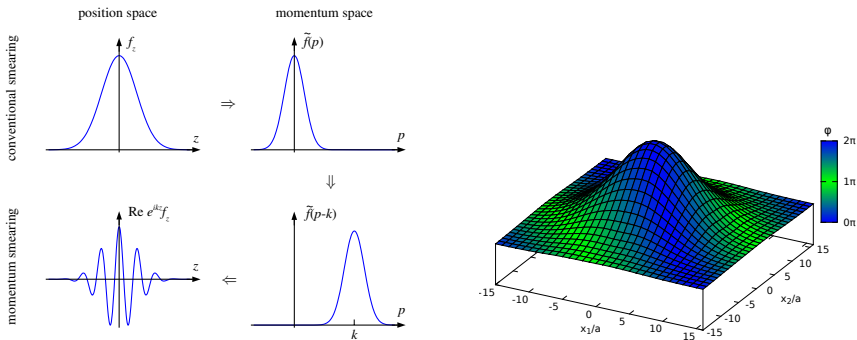 position space
momentum space
conventional smearing
f_z
z
⇒
f̃(p)
p
⇓
momentum smearing
Re e^{ikz}f_z
z
⇐
f̃(p-k)
p
k
φ
2π
1π
0π
-15
-10
-5
0
5
10
15
x_1/a
-15
-10
-5
0
5
10
15
x_2/a